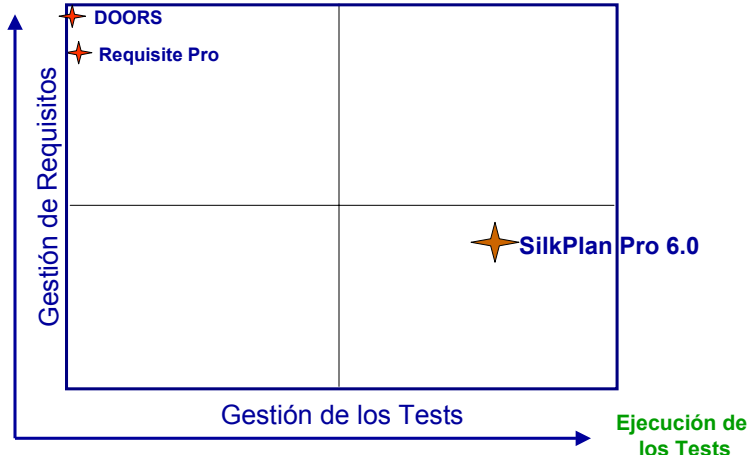 DOORS
Requisite Pro
Gestión de Requisitos
SilkPlan Pro 6.0
Gestión de los Tests
Ejecución de
los Tests